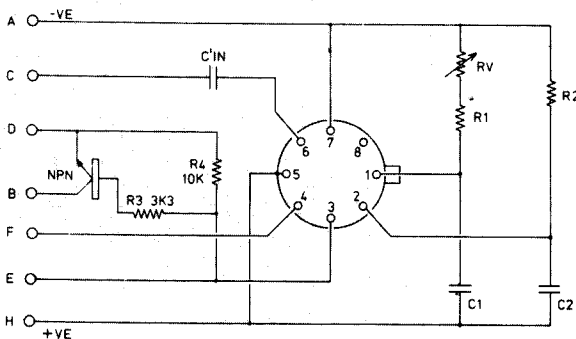 A -VE
C C'IN
D
NPN
B
R3 3K3
R4
10K
F
E
H +VE
6 7 8
5 1
4 3 2
RV
R1
R2
C1 C2